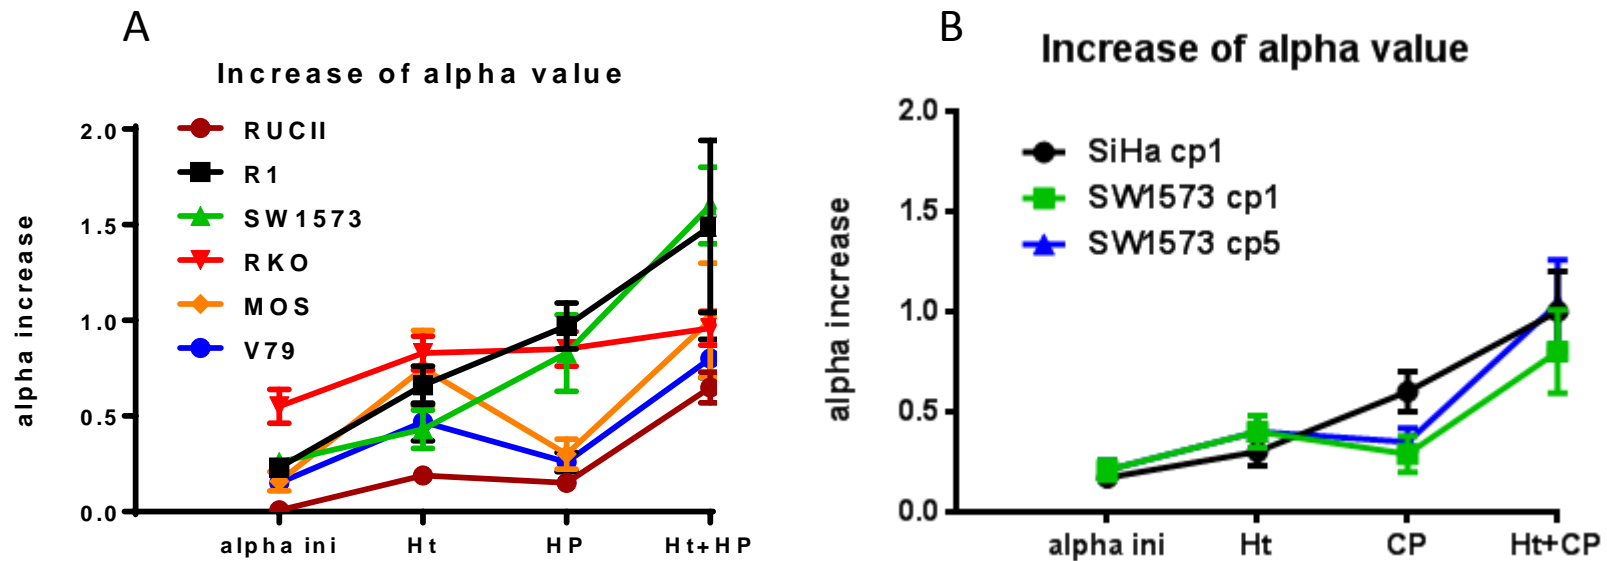 A
Increase of alpha value
alpha increase
2.0
1.5
1.0
0.5
0.0
RUCII
R1
SW1573
RKO
MOS
V79
alpha ini Ht HP Ht+HP
B
Increase of alpha value
alpha increase
2.0
1.5
1.0
0.5
0.0
SiHa cp1
SW1573 cp1
SW1573 cp5
alpha ini Ht CP Ht+CP